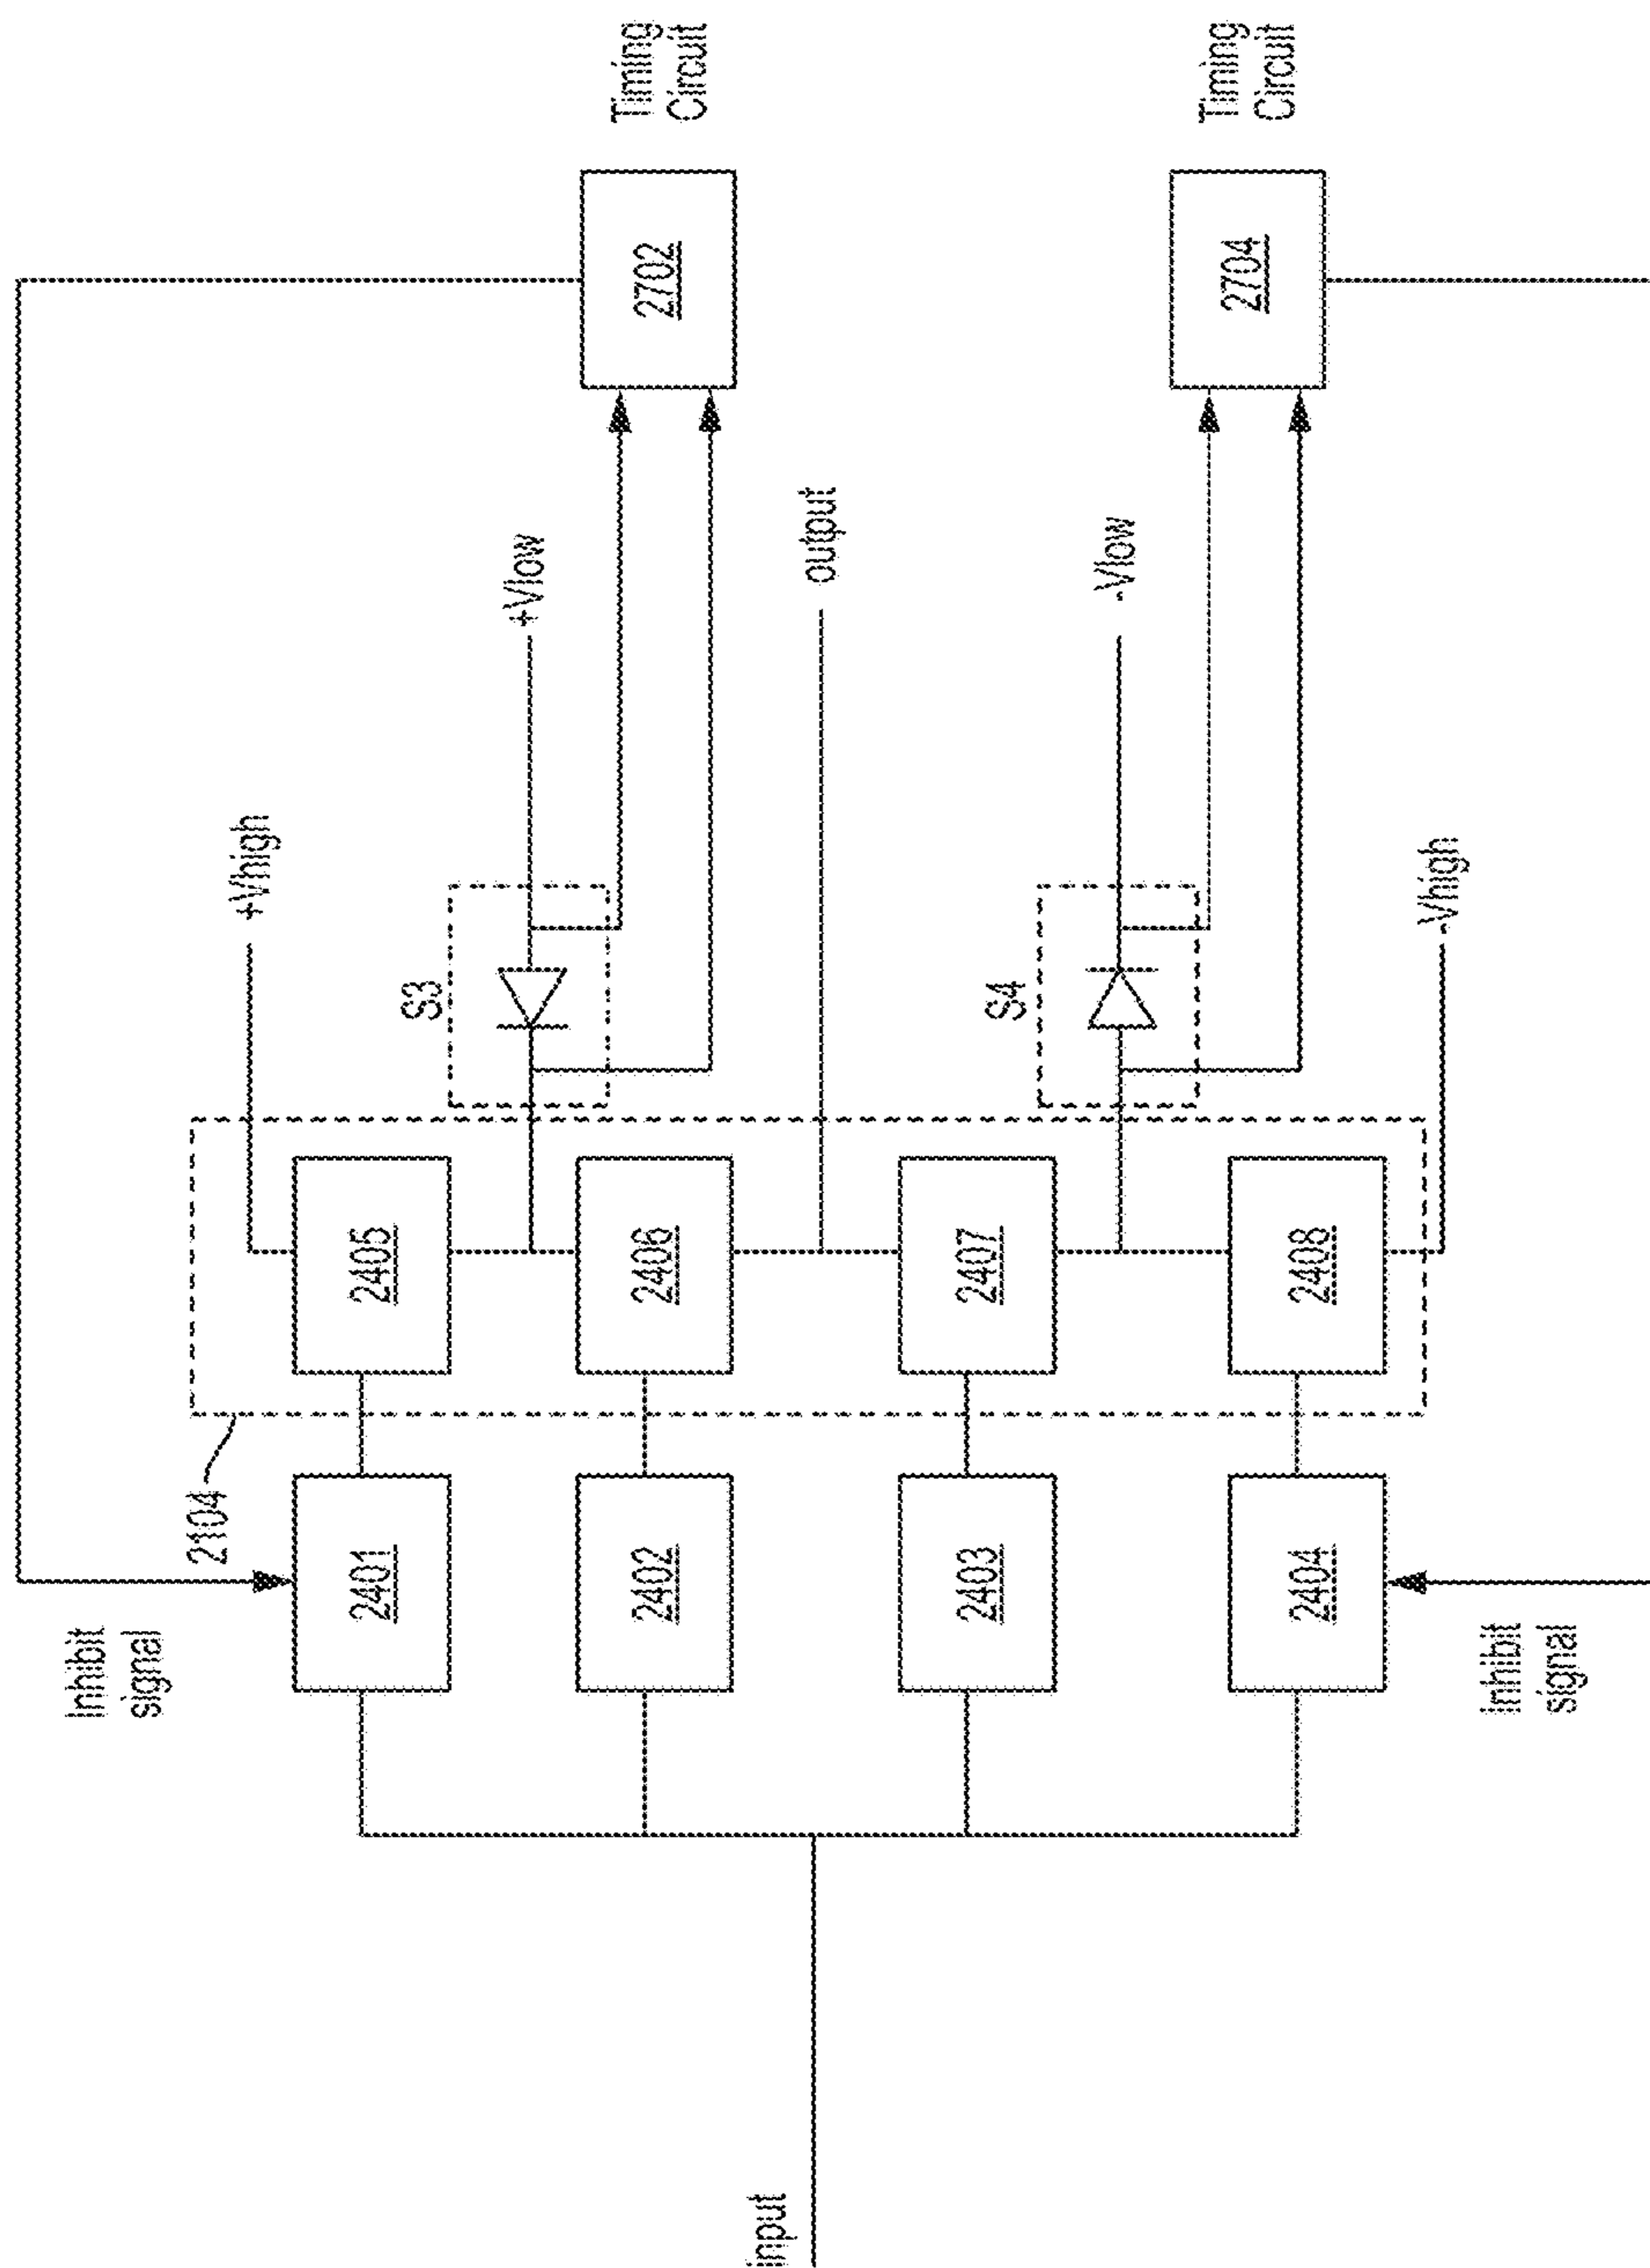 Timing
Circuit
Timing
Circuit
2702
2704
+Vhigh
+Vlow
output
-Vlow
-Vhigh
S3
S4
2405
2406
2407
2408
2104
2401
2402
2403
2404
Inhibit
signal
Inhibit
signal
input